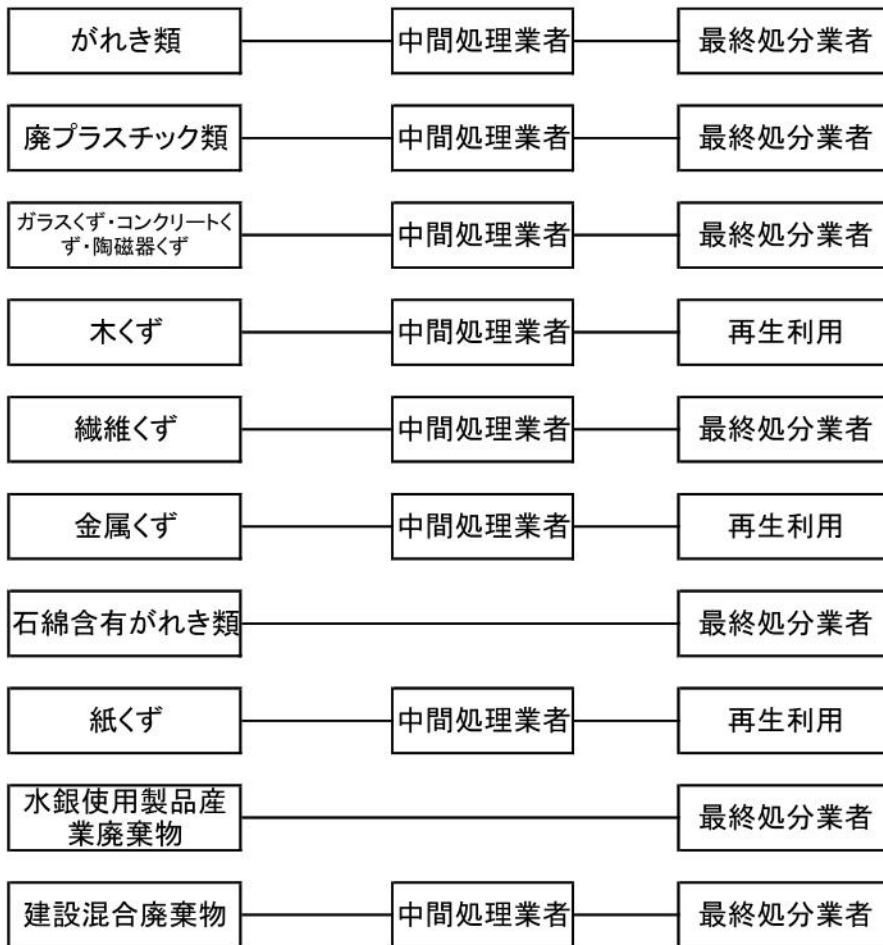 がれき類 中間処理業者 最終処分業者
廃プラスチック類 中間処理業者 最終処分業者
ガラスくず・コンクリートく
ず・陶磁器くず 中間処理業者 最終処分業者
木くず 中間処理業者 再生利用
繊維くず 中間処理業者 最終処分業者
金属くず 中間処理業者 再生利用
石綿含有がれき類 最終処分業者
紙くず 中間処理業者 再生利用
水銀使用製品産
業廃棄物 最終処分業者
建設混合廃棄物 中間処理業者 最終処分業者